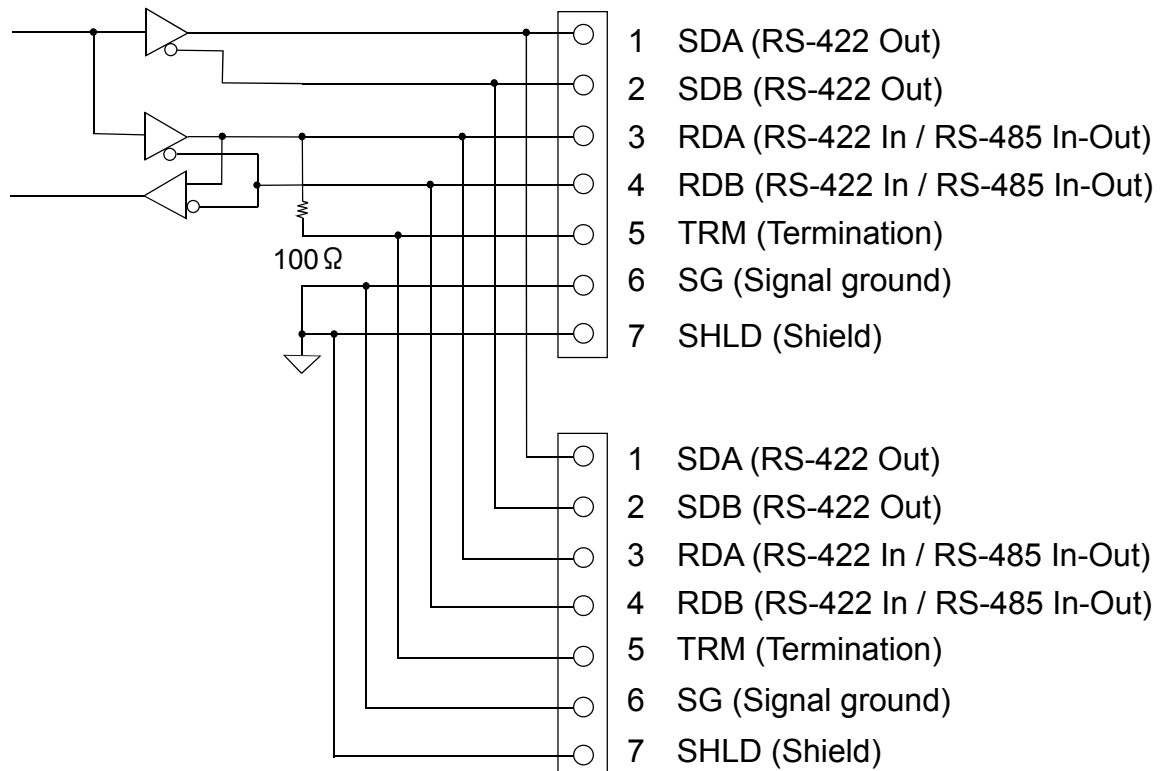 1 SDA (RS-422 Out)
2 SDB (RS-422 Out)
3 RDA (RS-422 In / RS-485 In-Out)
4 RDB (RS-422 In / RS-485 In-Out)
5 TRM (Termination)
100 Ω
6 SG (Signal ground)
7 SHLD (Shield)
1 SDA (RS-422 Out)
2 SDB (RS-422 Out)
3 RDA (RS-422 In / RS-485 In-Out)
4 RDB (RS-422 In / RS-485 In-Out)
5 TRM (Termination)
6 SG (Signal ground)
7 SHLD (Shield)